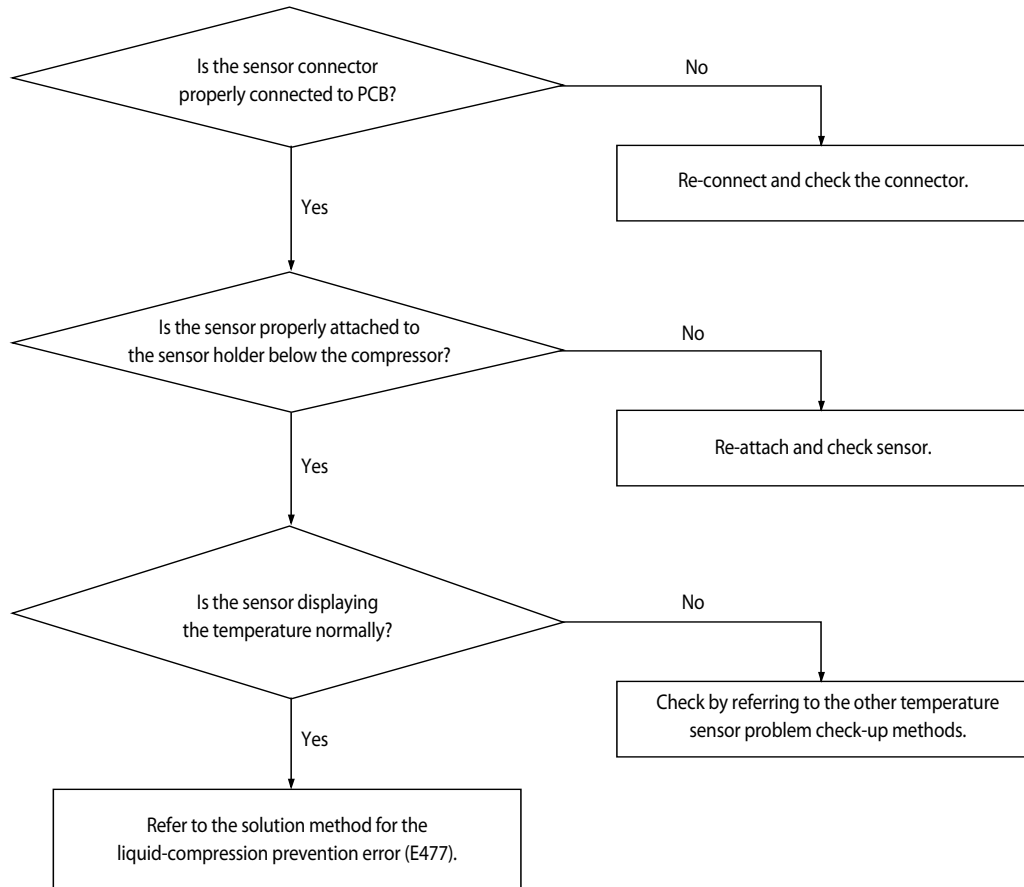 Is the sensor connector
properly connected to PCB?
No
Re-connect and check the connector.
Yes
Is the sensor properly attached to
the sensor holder below the compressor?
No
Re-attach and check sensor.
Yes
Is the sensor displaying
the temperature normally?
No
Check by referring to the other temperature
sensor problem check-up methods.
Yes
Refer to the solution method for the
liquid-compression prevention error (E477).